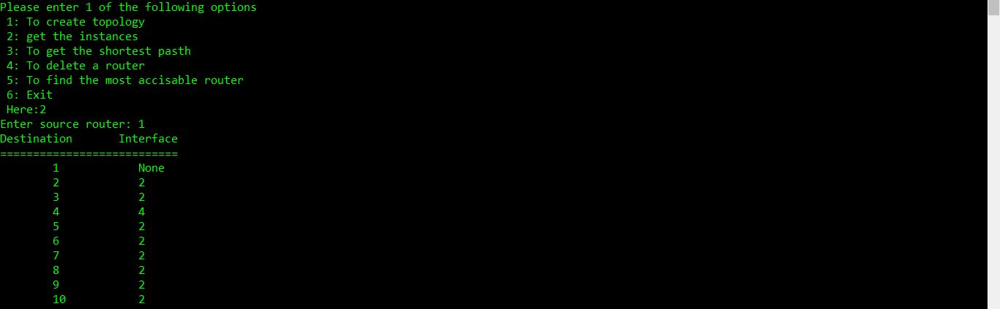 Please enter 1 of the following options
1: To create topology
2: get the instances
3: To get the shortest pasth
4: To delete a router
5: To find the most accisable router
6: Exit
Here:2
Enter source router: 1
Destination Interface
===========================
1 None
2 2
3 2
4 4
5 2
6 2
7 2
8 2
9 2
10 2